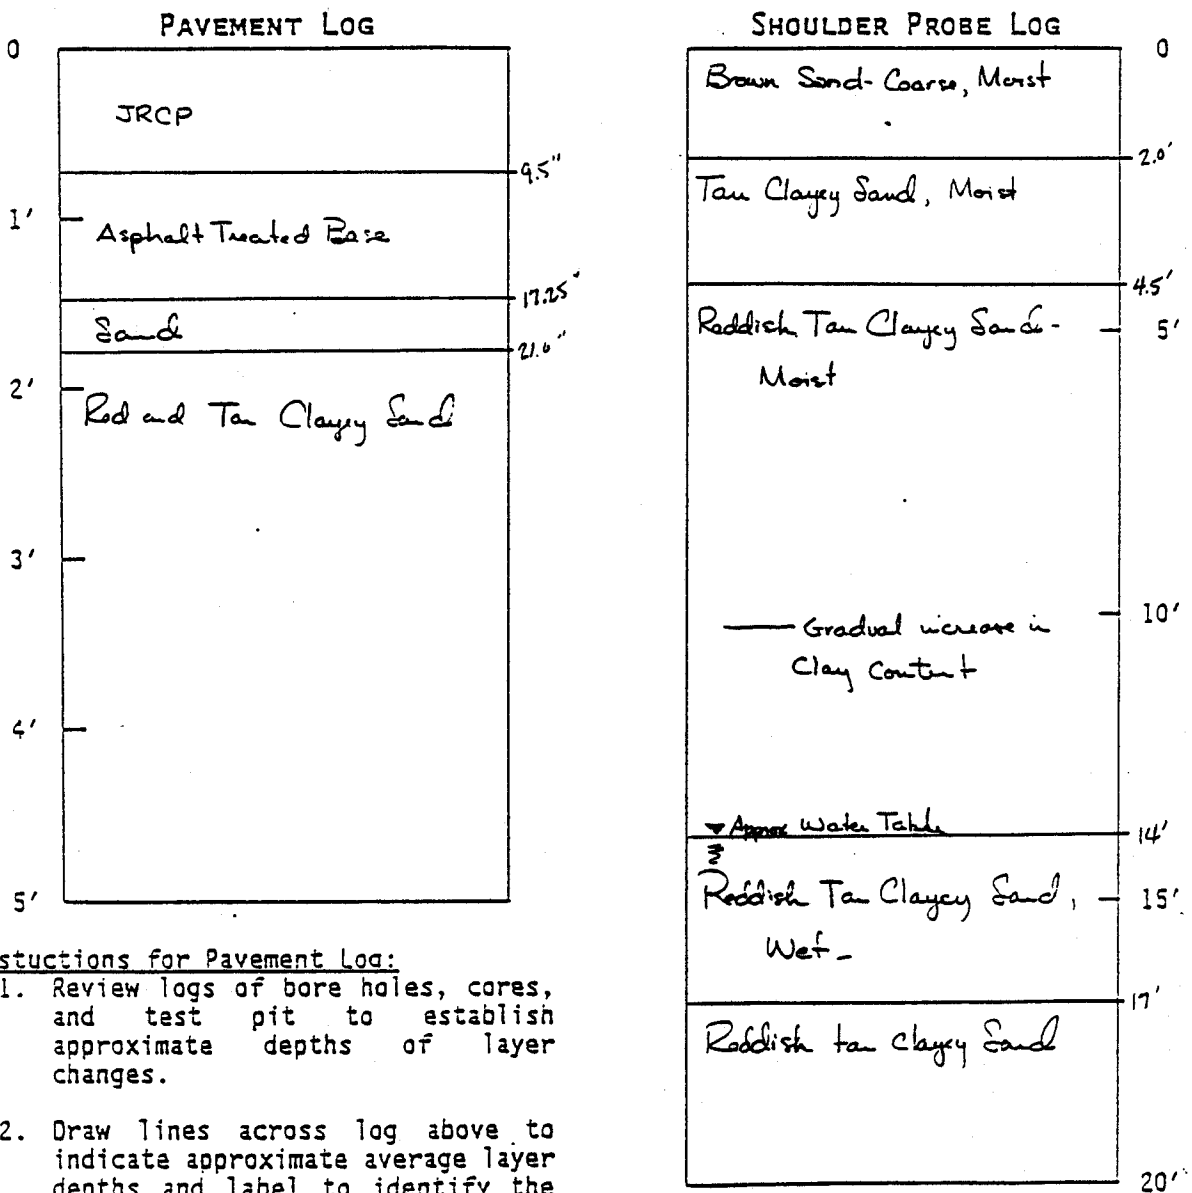 PAVEMENT LOG
0
JRCP
9.5"
1'
Asphalt Treated Base
17.25"
Sand
21.0"
2'
Red and Tan Clayey Sand
3'
4'
5'
stuctions for Pavement Log:
1. Review logs of bore holes, cores,
and test pit to establish
approximate depths of layer
changes.
2. Draw lines across log above to
indicate approximate average layer
depths and label to identify the
SHOULDER PROBE LOG
0
Brown Sand - Coarse, Moist
2.0'
Tan Clayey Sand, Moist
4.5'
Reddish Tan Clayey Sand -
5'
Moist
10'
Gradual increase in
Clay Content
Approx Water Table
14'
Reddish Tan Clayey Sand,
15'
Wet -
17'
Reddish tan Clayey Sand
20'